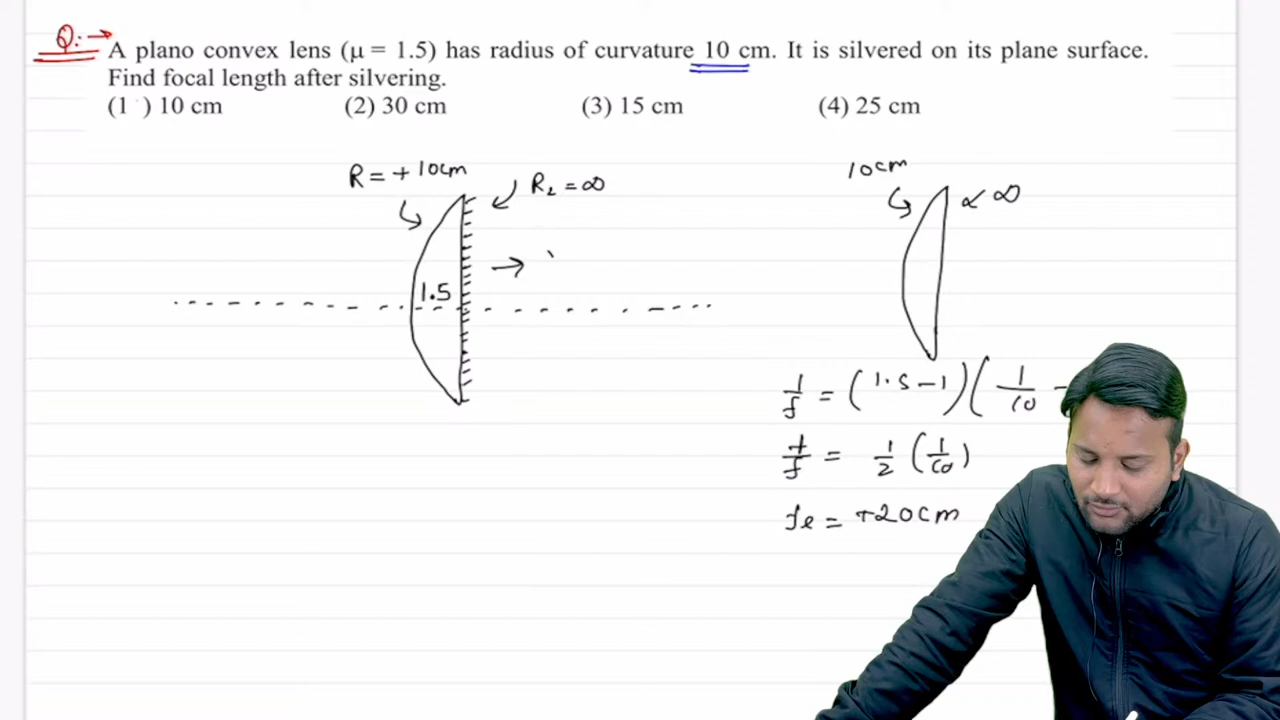 Q:→
A plano convex lens (μ = 1.5) has radius of curvature 10 cm. It is silvered on its plane surface.
Find focal length after silvering.
(1 ) 10 cm (2) 30 cm (3) 15 cm (4) 25 cm
R = +10cm
R₂ = ∞
10cm
∞
→
1.5
1/f = (1.5 - 1) (1/10 -
1/f = 1/2 (1/10)
fe = +20cm